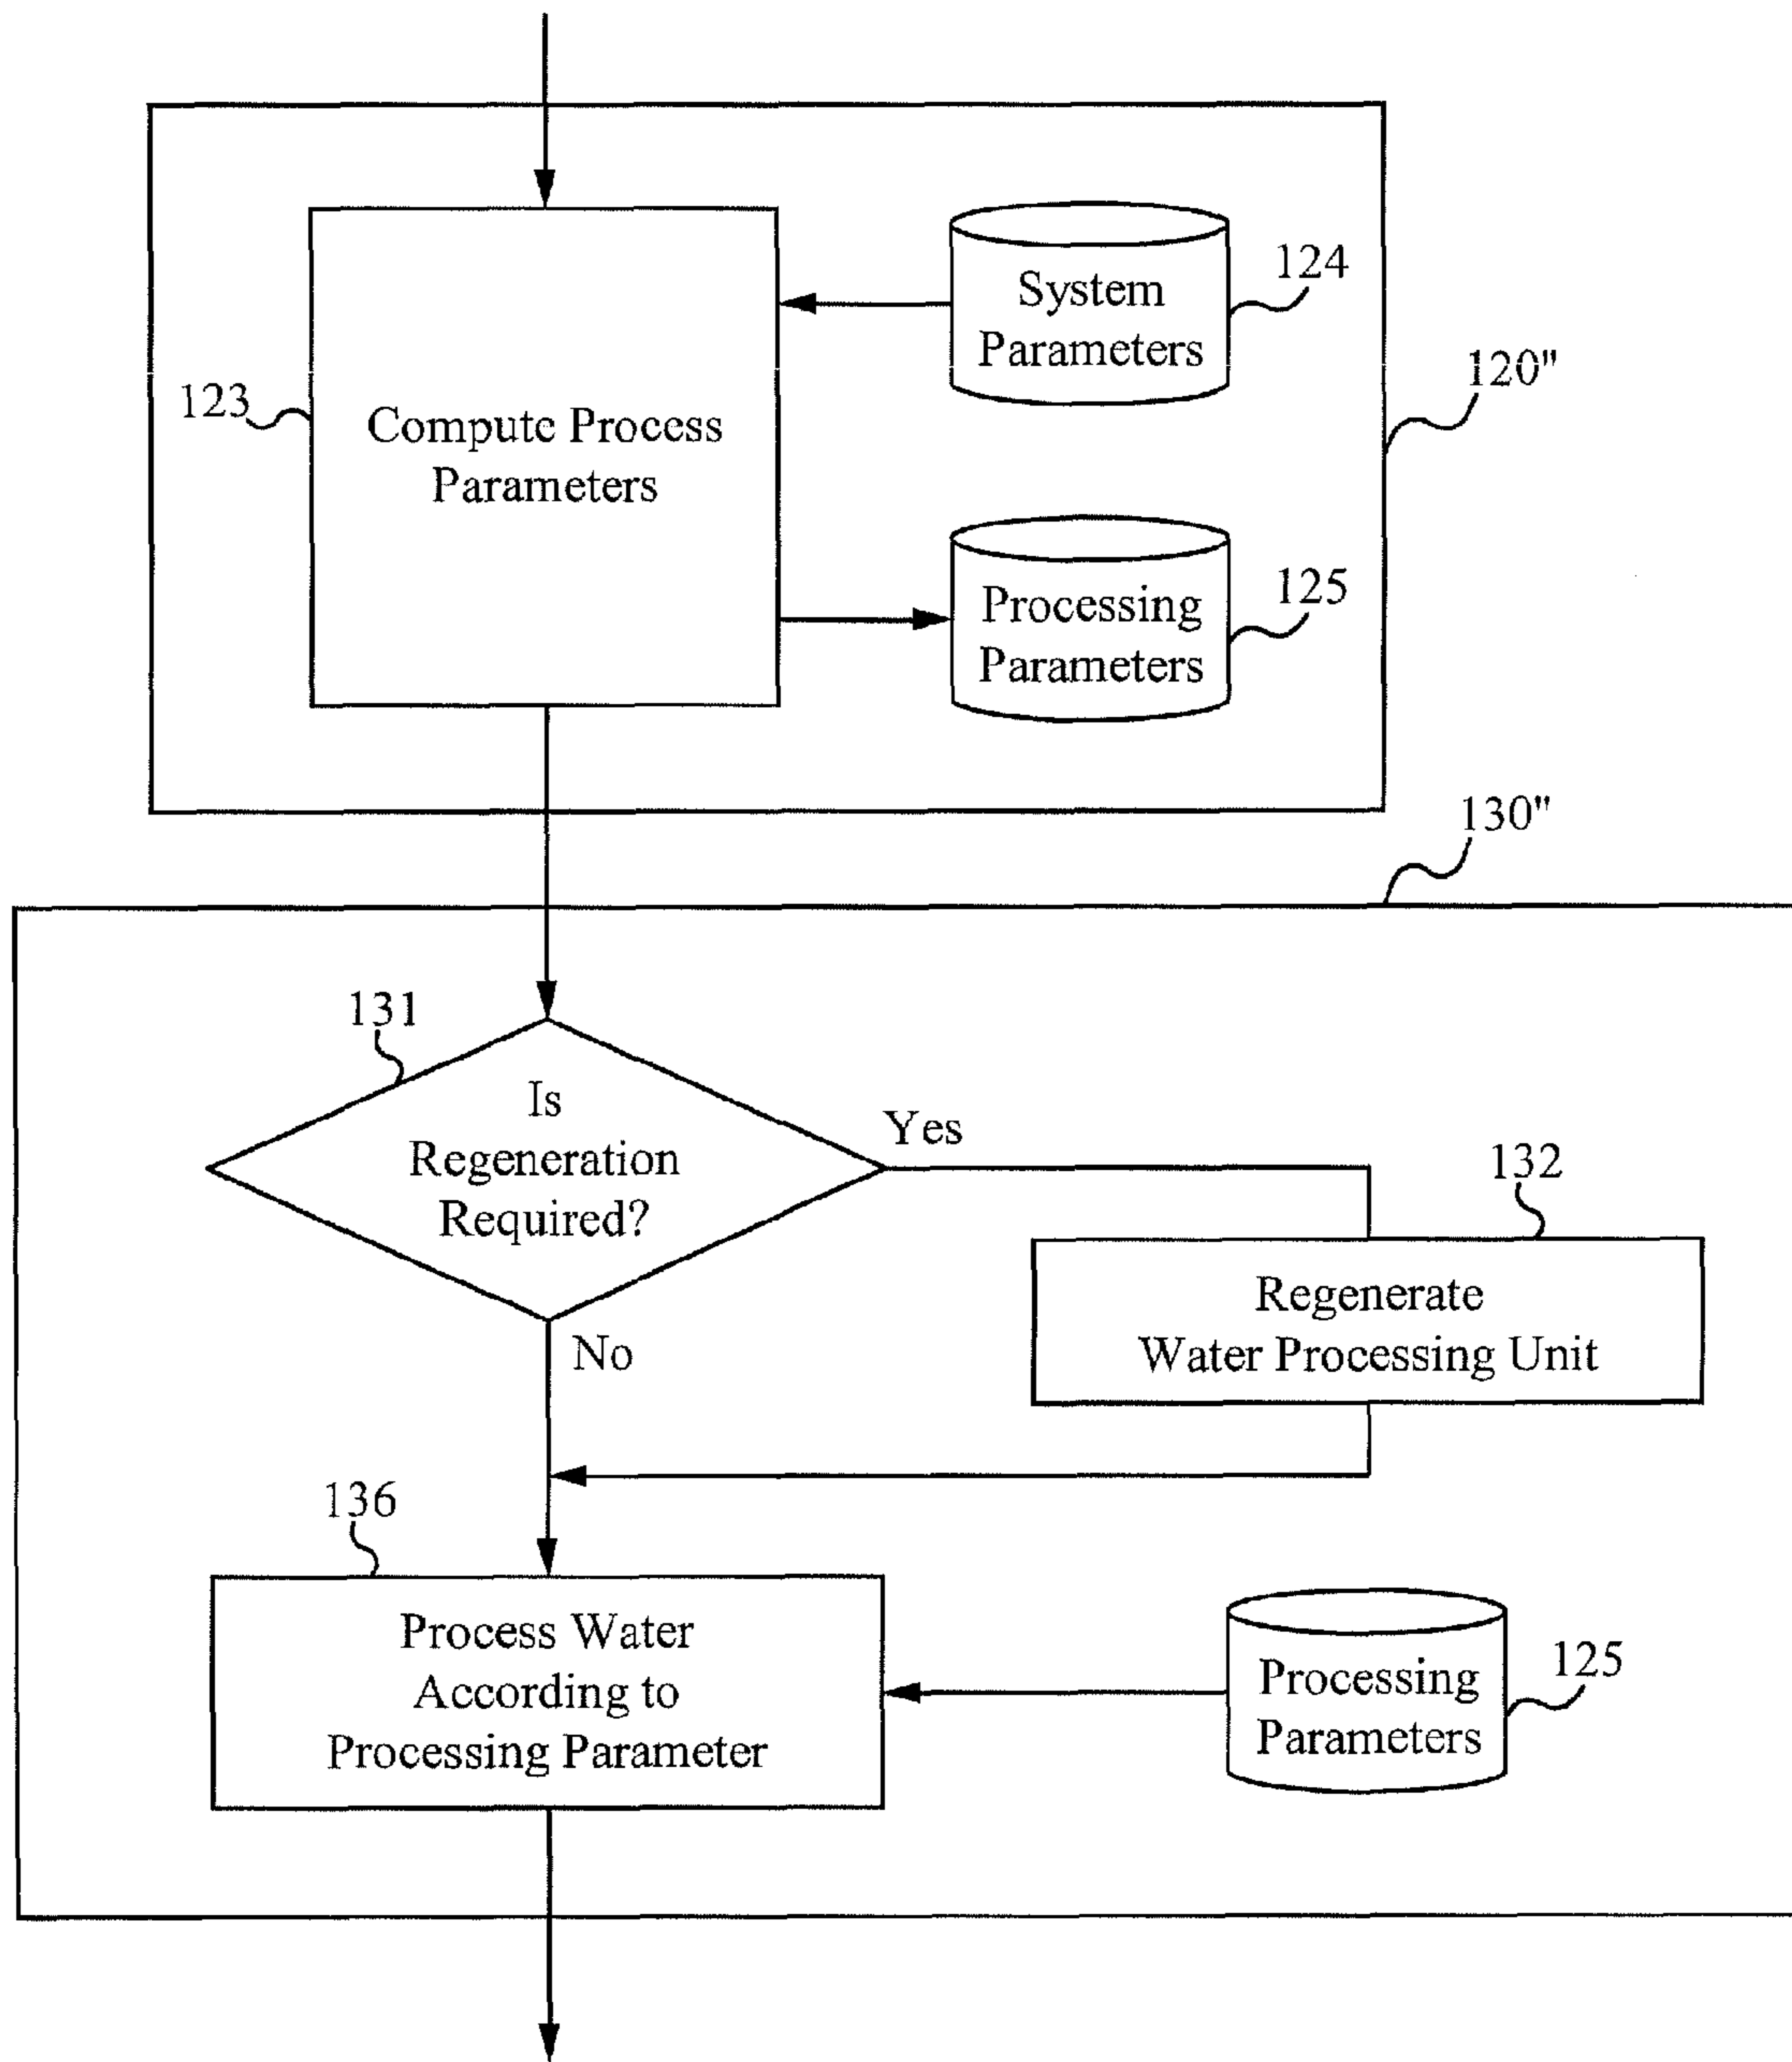 System
Parameters
124
120"
123
Compute Process
Parameters
Processing
Parameters
125
130"
131
Is
Regeneration
Required?
Yes
132
Regenerate
Water Processing Unit
No
136
Process Water
According to
Processing Parameter
Processing
Parameters
125